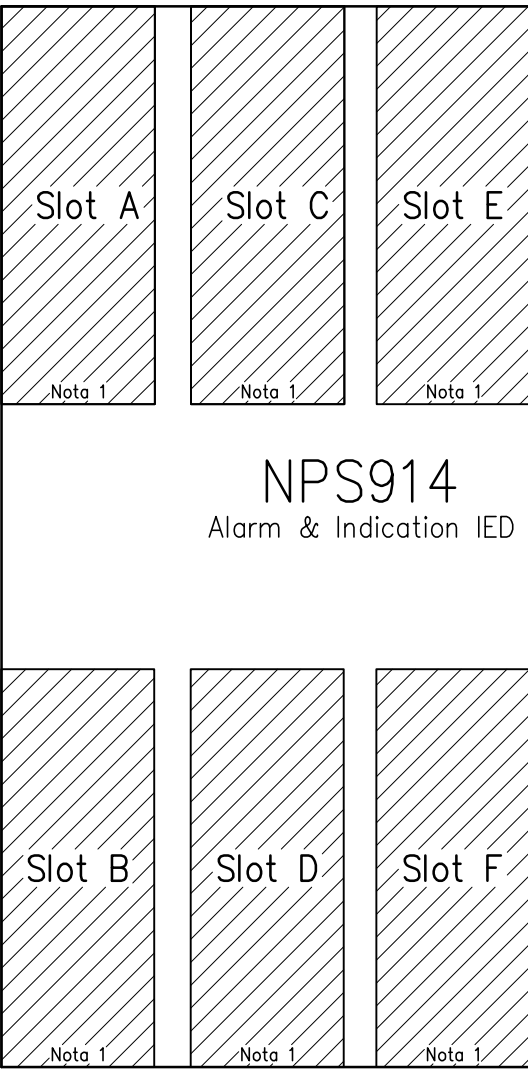 Slot A
Slot C
Slot E
Nota 1
Nota 1
Nota 1
NPS914
Alarm & Indication IED
Slot B
Slot D
Slot F
Nota 1
Nota 1
Nota 1